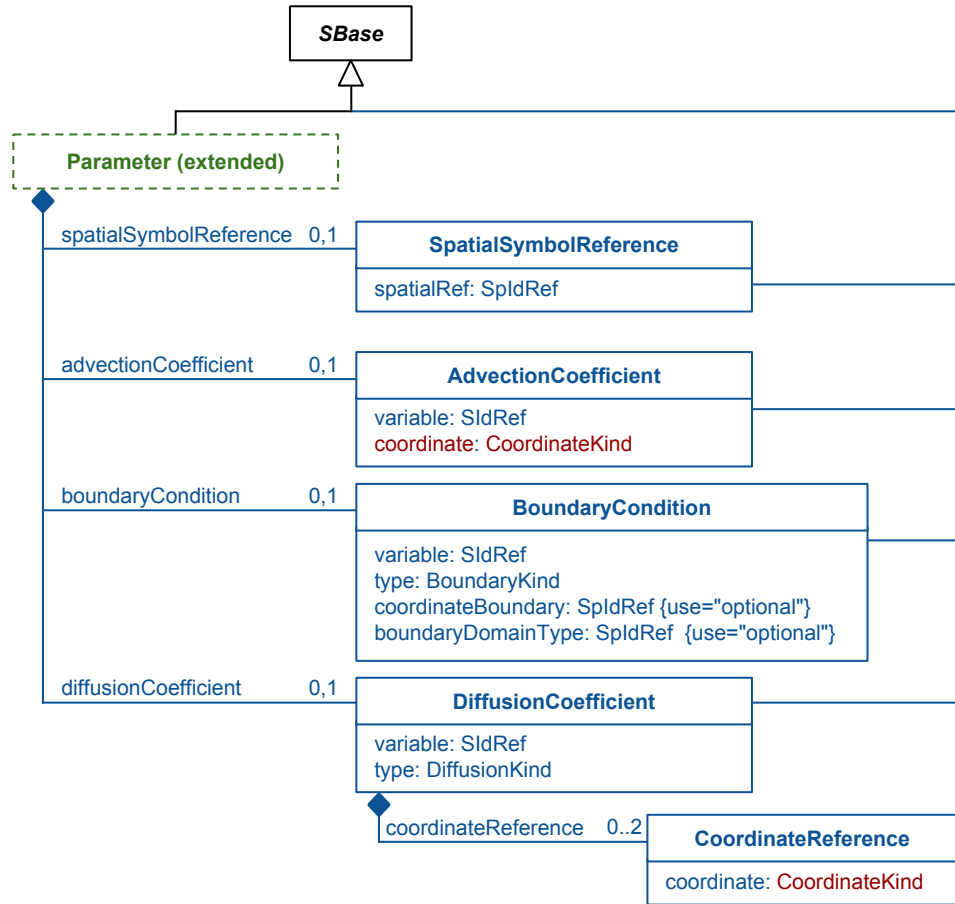 SBase
Parameter (extended)
spatialSymbolReference 0,1
SpatialSymbolReference
spatialRef: SpIdRef
advectionCoefficient 0,1
AdvectionCoefficient
variable: SIdRef
coordinate: CoordinateKind
boundaryCondition 0,1
BoundaryCondition
variable: SIdRef
type: BoundaryKind
coordinateBoundary: SpIdRef {use="optional"}
boundaryDomainType: SpIdRef {use="optional"}
diffusionCoefficient 0,1
DiffusionCoefficient
variable: SIdRef
type: DiffusionKind
coordinateReference 0..2
CoordinateReference
coordinate: CoordinateKind